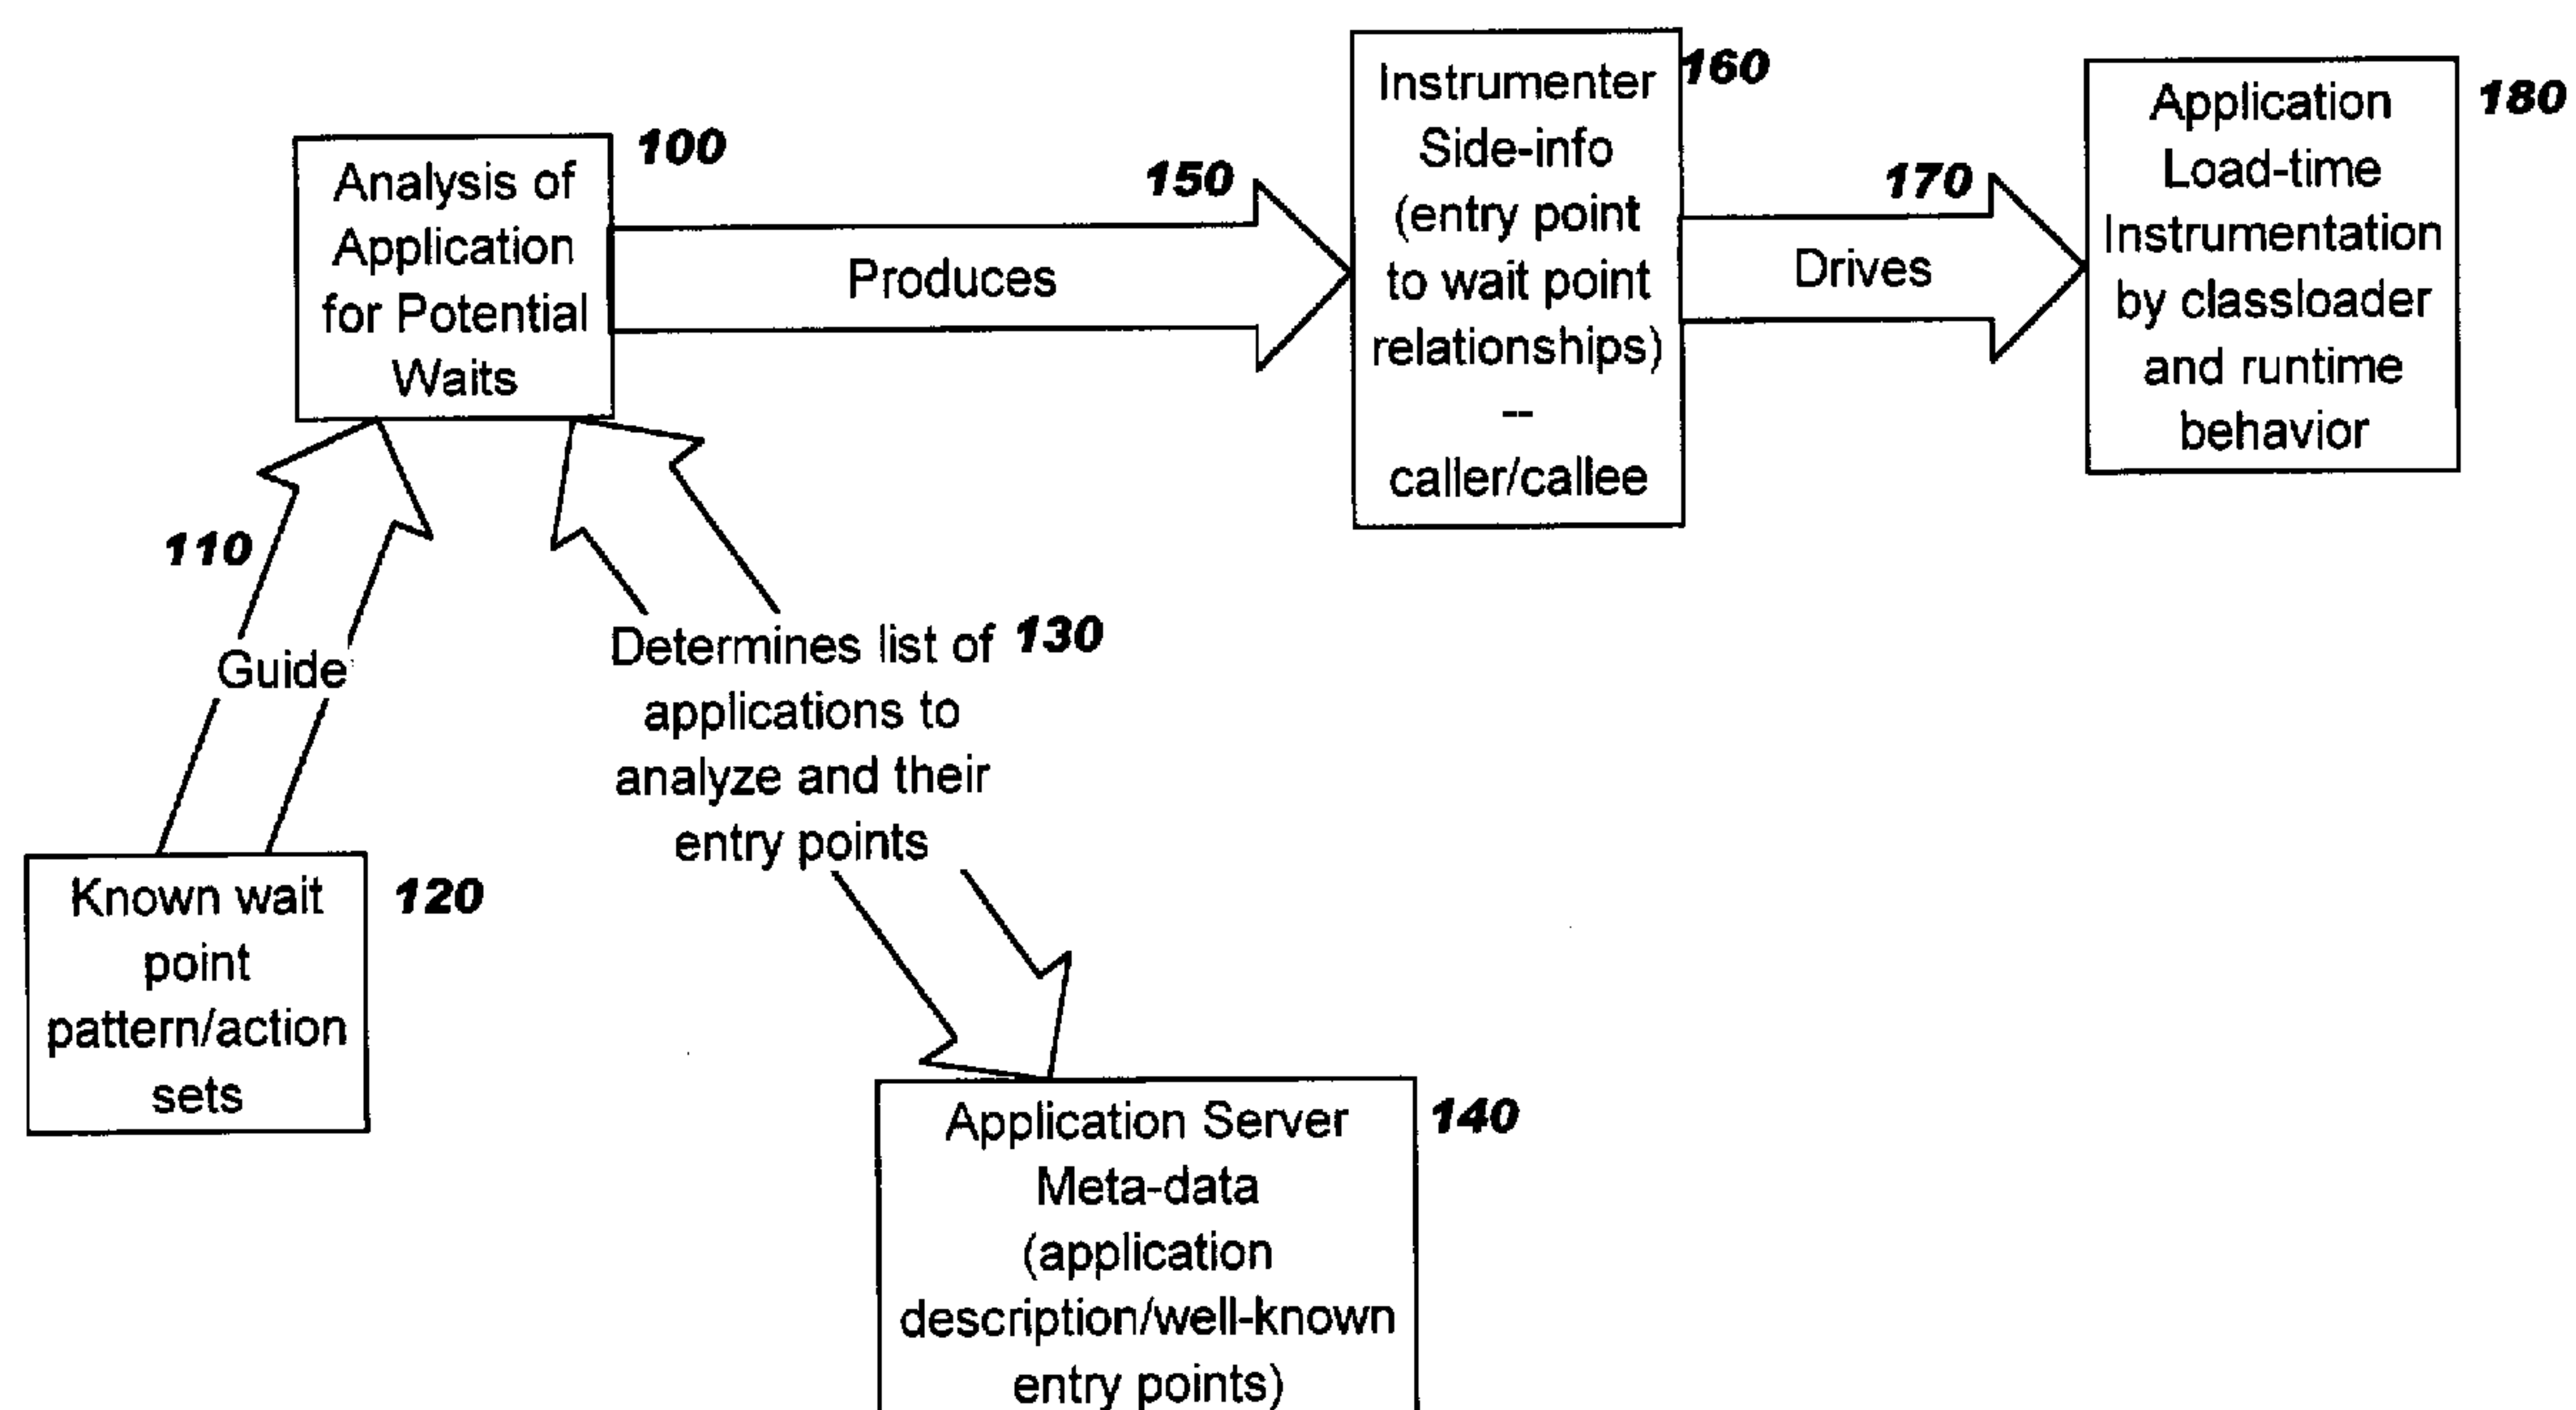 100
Analysis of
Application
for Potential
Waits
150
Produces
160
Instrumenter
Side-info
(entry point
to wait point
relationships)
--
caller/callee
170
Drives
180
Application
Load-time
Instrumentation
by classloader
and runtime
behavior
110
Guide
Determines list of 130
applications to
analyze and their
entry points
120
Known wait
point
pattern/action
sets
140
Application Server
Meta-data
(application
description/well-known
entry points)